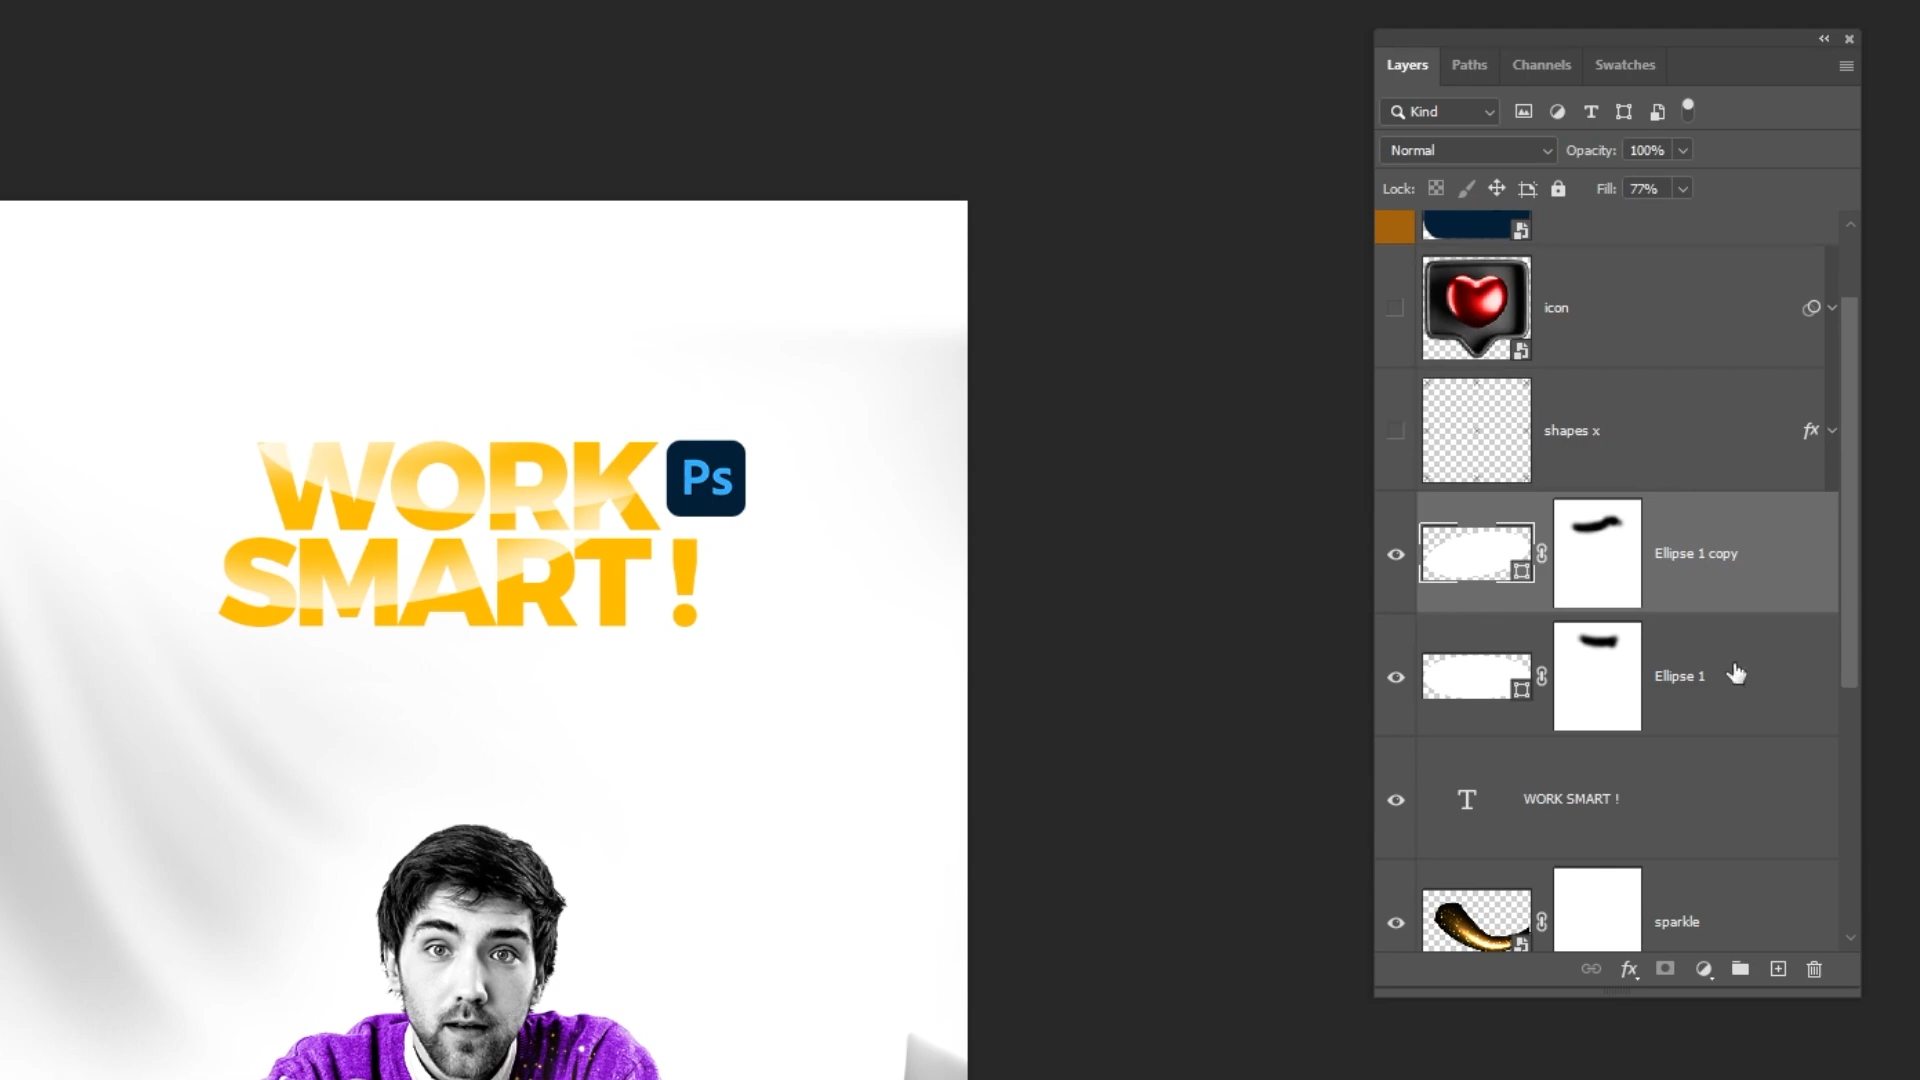 Layers Paths Channels Swatches
Kind T
Normal Opacity: 100%
Lock: Fill: 77%
icon
shapes x fx
Ellipse 1 copy
Ellipse 1
T WORK SMART !
sparkle
fx
WORK Ps
SMART !